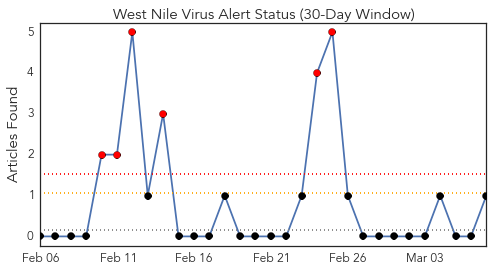 West Nile Virus Alert Status (30-Day Window)
Articles Found
5
4
3
2
1
0
Feb 06
Feb 11
Feb 16
Feb 21
Feb 26
Mar 03